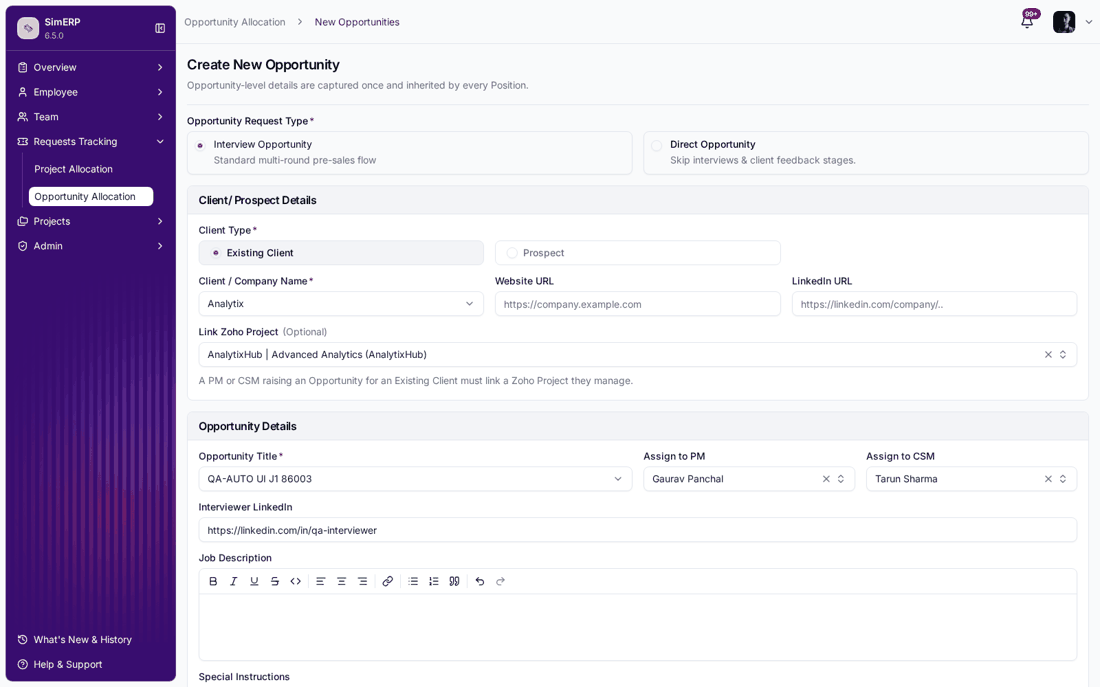 SimERP
6.5.0
Overview
Employee
Team
Requests Tracking
Project Allocation
Opportunity Allocation
Projects
Admin
What's New & History
Help & Support
Opportunity Allocation > New Opportunities
99+
Create New Opportunity
Opportunity-level details are captured once and inherited by every Position.
Opportunity Request Type*
Interview Opportunity
Standard multi-round pre-sales flow
Direct Opportunity
Skip interviews & client feedback stages.
Client/ Prospect Details
Client Type*
Existing Client
Prospect
Client / Company Name* Website URL LinkedIn URL
Analytix https://company.example.com https://linkedin.com/company/..
Link Zoho Project (Optional)
AnalytixHub | Advanced Analytics (AnalytixHub)
A PM or CSM raising an Opportunity for an Existing Client must link a Zoho Project they manage.
Opportunity Details
Opportunity Title* Assign to PM Assign to CSM
QA-AUTO UI J1 86003 Gaurav Panchal Tarun Sharma
Interviewer LinkedIn
https://linkedin.com/in/qa-interviewer
Job Description
Special Instructions